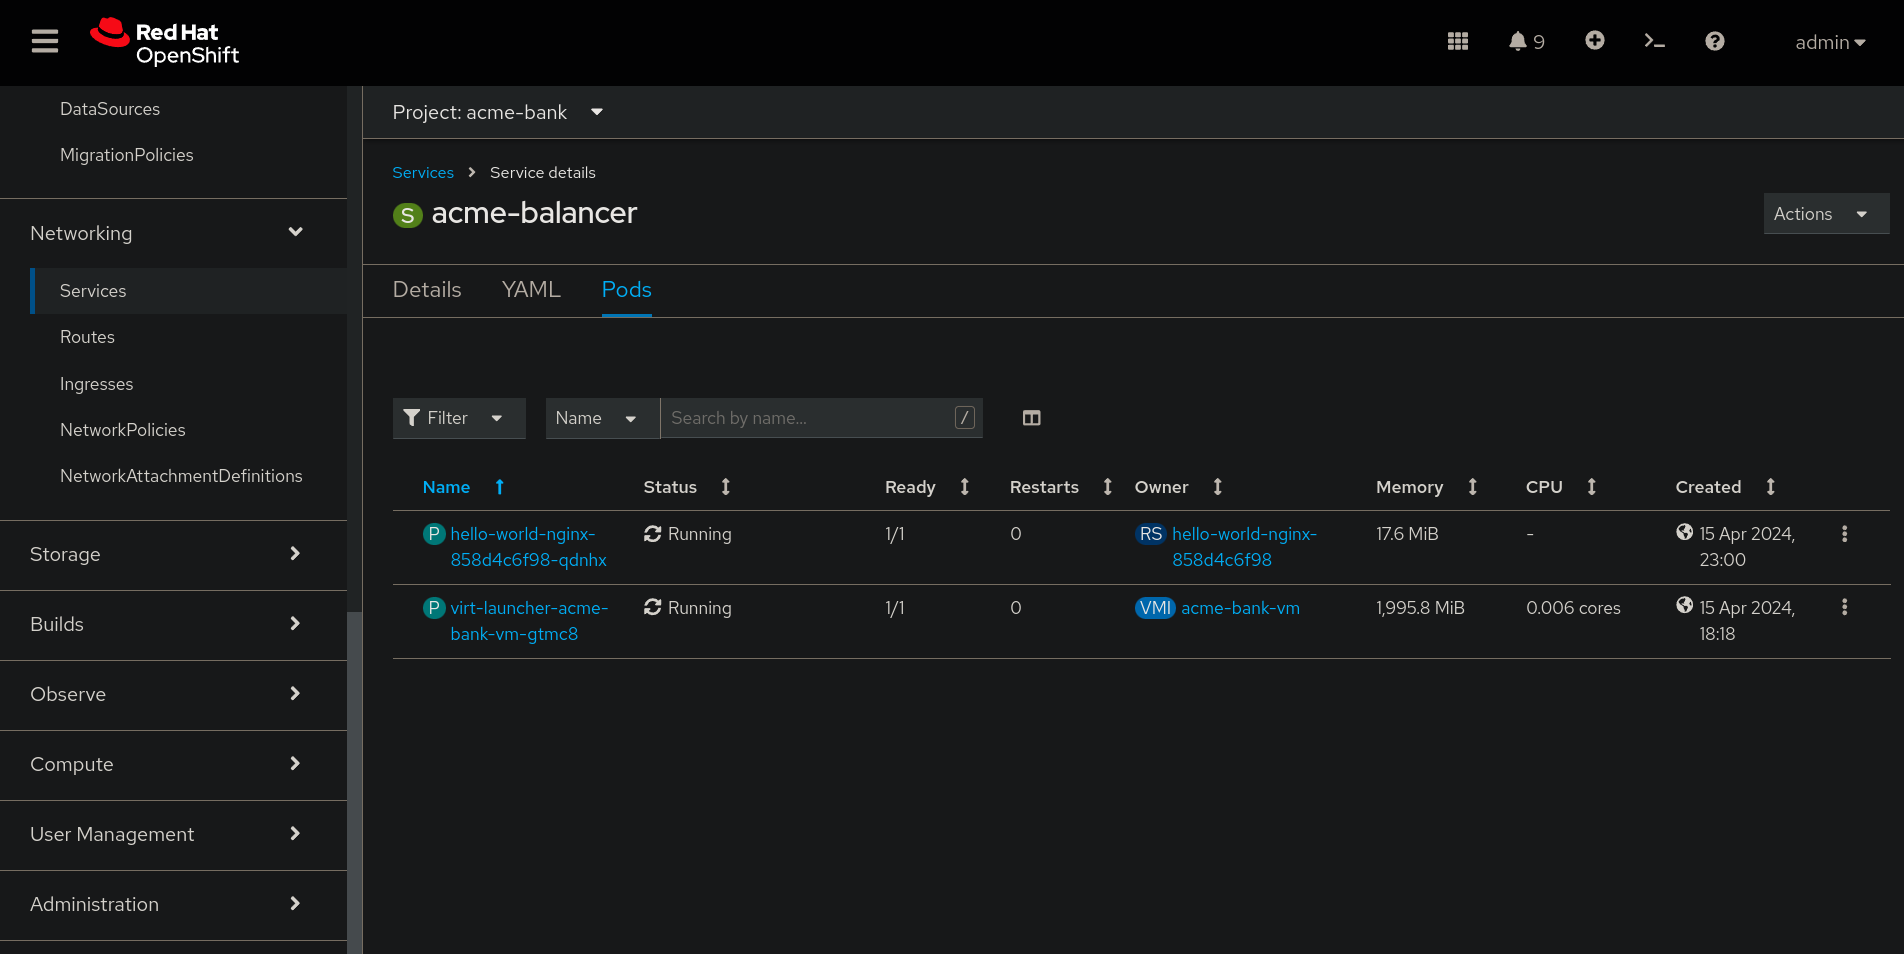 Red Hat
OpenShift
9
admin
DataSources
MigrationPolicies
Networking
Services
Routes
Ingresses
NetworkPolicies
NetworkAttachmentDefinitions
Storage
Builds
Observe
Compute
User Management
Administration
Project: acme-bank
Services Service details
S acme-balancer
Actions
Details YAML Pods
Filter Name Search by name... /
Name Status Ready Restarts Owner Memory CPU Created
P hello-world-nginx- Running 1/1 0 RS hello-world-nginx- 17.6 MiB - 15 Apr 2024,
858d4c6f98-qdnhx 858d4c6f98 23:00
P virt-launcher-acme- Running 1/1 0 VMI acme-bank-vm 1,995.8 MiB 0.006 cores 15 Apr 2024,
bank-vm-gtmc8 18:18